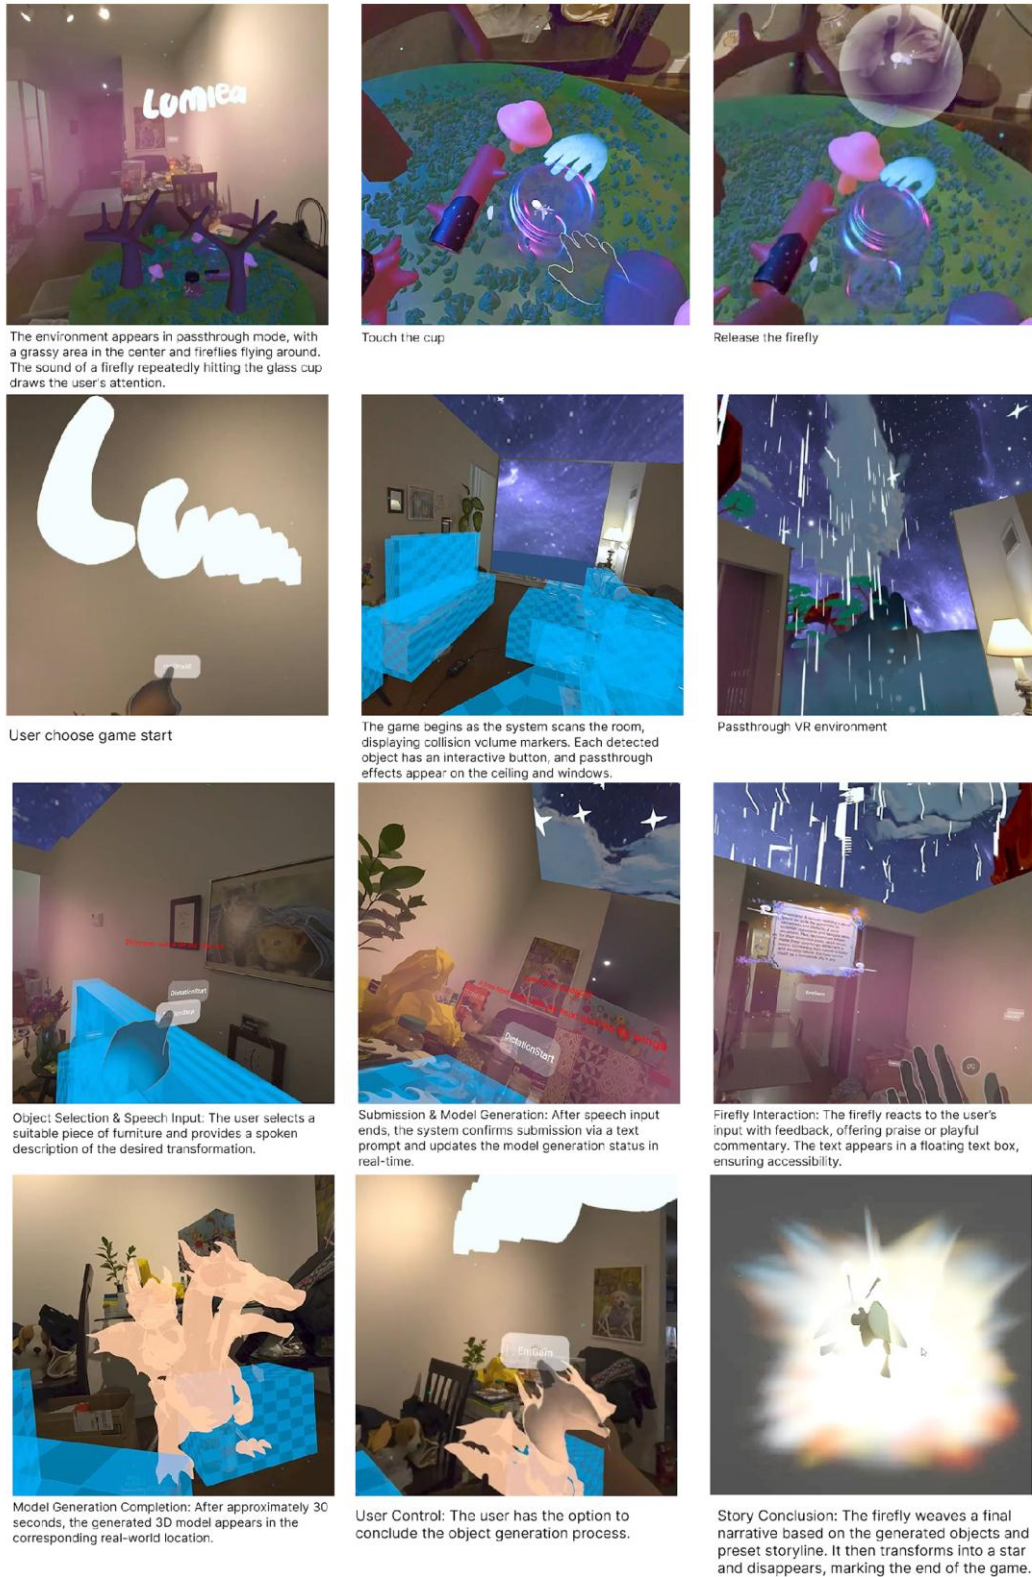 Lumiea
The environment appears in passthrough mode, with
a grassy area in the center and fireflies flying around.
The sound of a firefly repeatedly hitting the glass cup
draws the user's attention.
Touch the cup
Release the firefly
Lum
User choose game start
The game begins as the system scans the room,
displaying collision volume markers. Each detected
object has an interactive button, and passthrough
effects appear on the ceiling and windows.
Passthrough VR environment
DictationStart
Object Selection & Speech Input: The user selects a
suitable piece of furniture and provides a spoken
description of the desired transformation.
wings
DictationStart
Submission & Model Generation: After speech input
ends, the system confirms submission via a text
prompt and updates the model generation status in
real-time.
Firefly Interaction: The firefly reacts to the user's
input with feedback, offering praise or playful
commentary. The text appears in a floating text box,
ensuring accessibility.
Model Generation Completion: After approximately 30
seconds, the generated 3D model appears in the
corresponding real-world location.
User Control: The user has the option to
conclude the object generation process.
Story Conclusion: The firefly weaves a final
narrative based on the generated objects and
preset storyline. It then transforms into a star
and disappears, marking the end of the game.